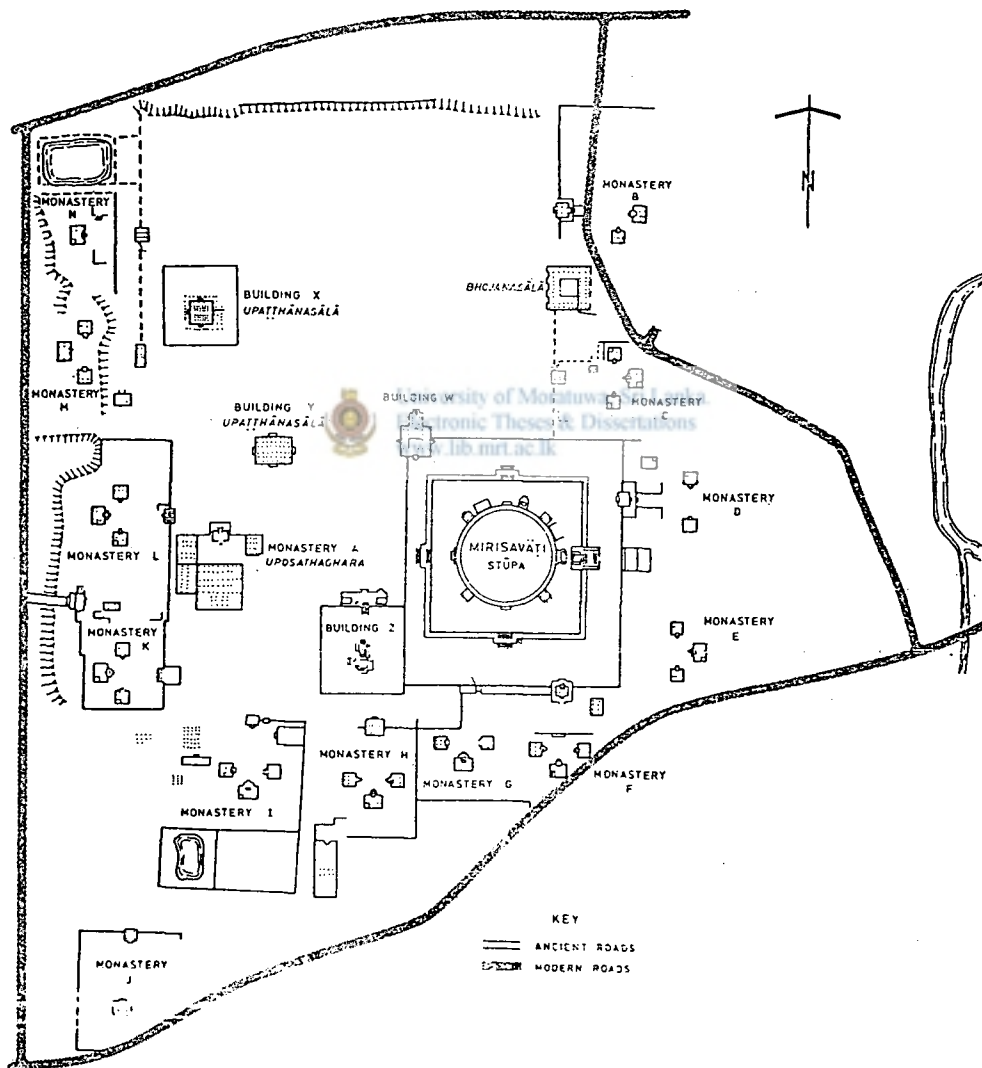 N
MONASTERY
N
MONASTERY
B
BUILDING X
UPAṬṬHĀNASĀLĀ
BHOJANASĀLĀ
MONASTERY
M
BUILDING Y
UPAṬṬHĀNASĀLĀ
BUILDING W
MONASTERY
C
University of Moratuwa, Sri Lanka.
Electronic Theses & Dissertations
www.lib.mrt.ac.lk
MONASTERY
D
MONASTERY L
MONASTERY A
UPOSATHAGHARA
MIRISAVÄṬI
STŪPA
MONASTERY
K
BUILDING Z
MONASTERY
E
MONASTERY H
MONASTERY G
MONASTERY
F
MONASTERY I
MONASTERY
J
KEY
ANCIENT ROADS
MODERN ROADS